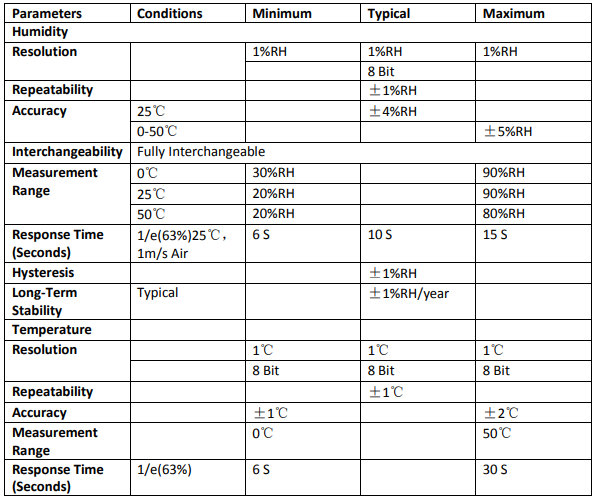 Parameters Conditions Minimum Typical Maximum
Humidity
Resolution 1%RH 1%RH 1%RH
8 Bit
Repeatability ±1%RH
Accuracy 25℃ ±4%RH
0-50℃ ±5%RH
Interchangeability Fully Interchangeable
Measurement 0℃ 30%RH 90%RH
Range 25℃ 20%RH 90%RH
50℃ 20%RH 80%RH
Response Time 1/e(63%)25℃， 6 S 10 S 15 S
(Seconds) 1m/s Air
Hysteresis ±1%RH
Long-Term Typical ±1%RH/year
Stability
Temperature
Resolution 1℃ 1℃ 1℃
8 Bit 8 Bit 8 Bit
Repeatability ±1℃
Accuracy ±1℃ ±2℃
Measurement 0℃ 50℃
Range
Response Time 1/e(63%) 6 S 30 S
(Seconds)